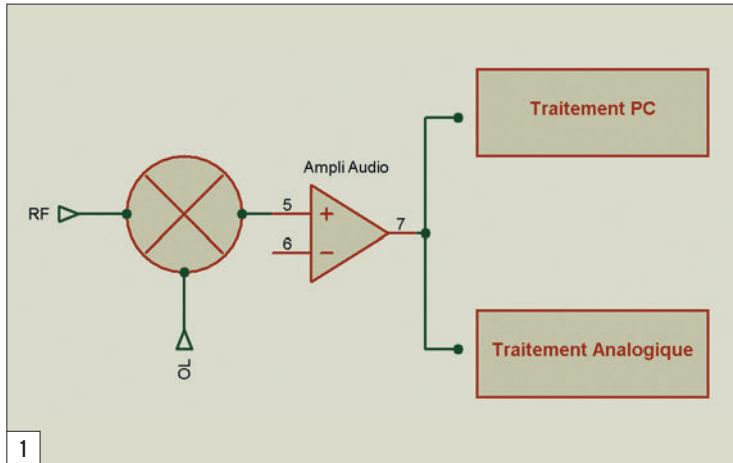 Traitement PC
Ampli Audio
RF
5
+
7
6
−
OL
Traitement Analogique
1